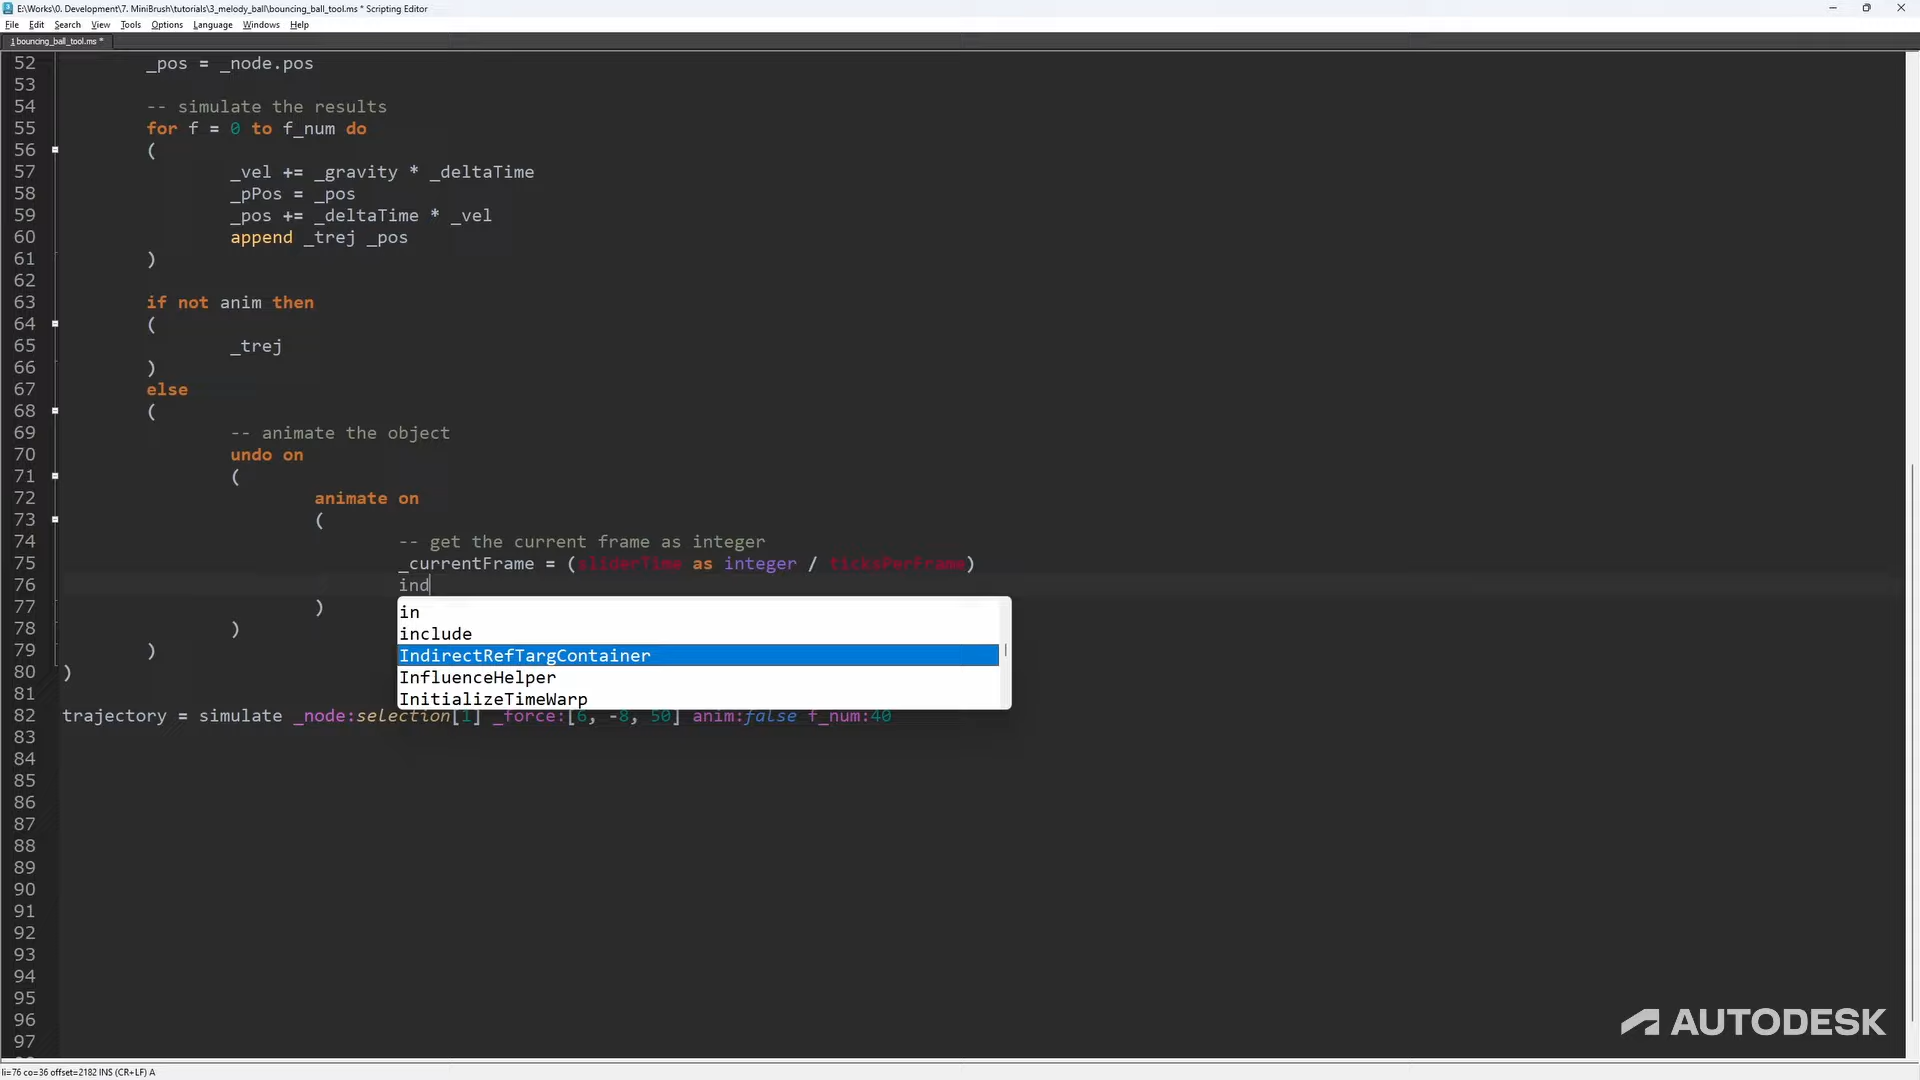 E:\Works\0. Development\7. MiniBrush\tutorials\3_melody_ball\bouncing_ball_tool.ms * Scripting Editor
File Edit Search View Tools Options Language Windows Help
1 bouncing_ball_tool.ms *
52 _pos = _node.pos
53
54 -- simulate the results
55 for f = 0 to f_num do
56 (
57 _vel += _gravity * _deltaTime
58 _pPos = _pos
59 _pos += _deltaTime * _vel
60 append _trej _pos
61 )
62
63 if not anim then
64 (
65 _trej
66 )
67 else
68 (
69 -- animate the object
70 undo on
71 (
72 animate on
73 (
74 -- get the current frame as integer
75 _currentFrame = (sliderTime as integer / ticksPerFrame)
76 ind
77 )
in
78 )
include
79 )
IndirectRefTargContainer
80 )
InfluenceHelper
81
InitializeTimeWarp
82 trajectory = simulate _node:selection[1] _force:[6, -8, 50] anim:false f_num:40
83
84
85
86
87
88
89
90
91
92
93
94
95
96
97
AUTODESK
li=76 co=36 offset=2182 INS (CR+LF) A